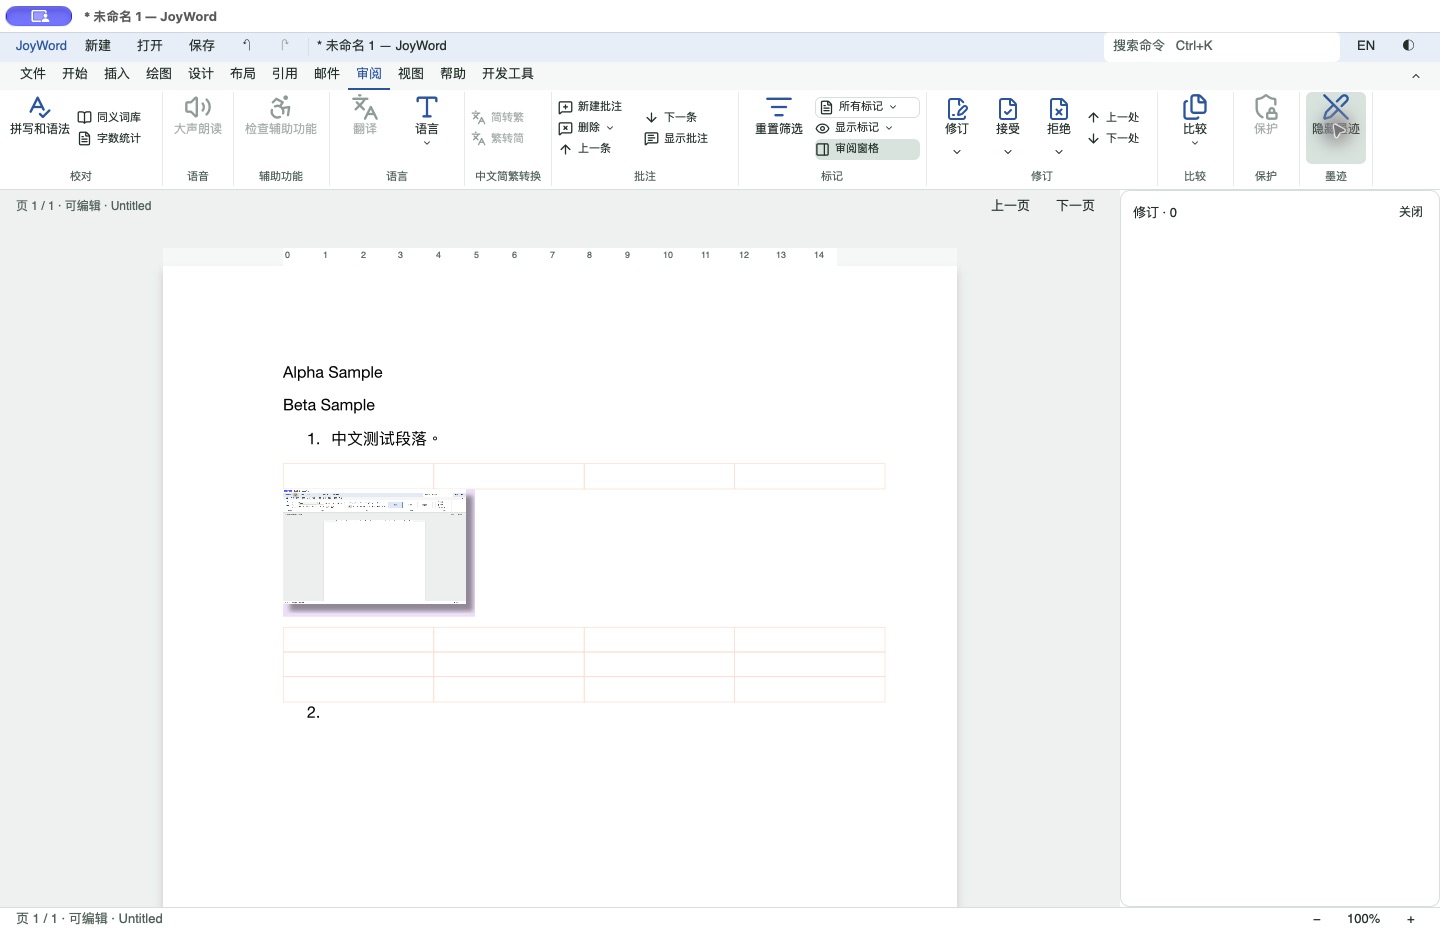 * 未命名 1 — JoyWord
JoyWord 新建 打开 保存 * 未命名 1 — JoyWord 搜索命令 Ctrl+K EN
文件 开始 插入 绘图 设计 布局 引用 邮件 审阅 视图 帮助 开发工具
拼写和语法 同义词库 字数统计 校对
大声朗读 语音
检查辅助功能 辅助功能
翻译 语言 语言
简转繁 繁转简 中文简繁转换
新建批注 删除 上一条 下一条 显示批注 批注
重置筛选 所有标记 显示标记 审阅窗格 标记
修订 接受 拒绝 上一处 下一处 修订
比较 比较
保护 保护
墨迹
页 1 / 1 · 可编辑 · Untitled 上一页 下一页
修订 · 0 关闭
0 1 2 3 4 5 6 7 8 9 10 11 12 13 14
Alpha Sample
Beta Sample
1. 中文测试段落。
2.
页 1 / 1 · 可编辑 · Untitled − 100% +